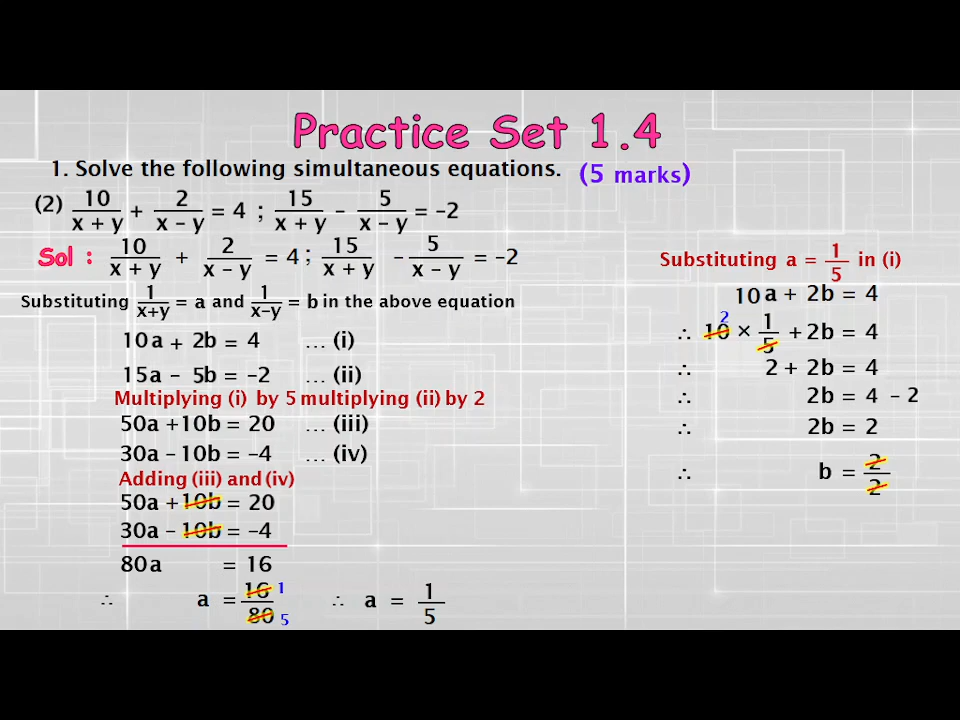 Practice Set 1.4
1. Solve the following simultaneous equations. (5 marks)
(2) 10/(x + y) + 2/(x – y) = 4 ; 15/(x + y) – 5/(x – y) = –2
Sol : 10/(x + y) + 2/(x – y) = 4 ; 15/(x + y) – 5/(x – y) = –2
Substituting 1/(x+y) = a and 1/(x–y) = b in the above equation
10a + 2b = 4 ... (i)
15a – 5b = –2 ... (ii)
Multiplying (i) by 5 multiplying (ii) by 2
50a +10b = 20 ... (iii)
30a – 10b = –4 ... (iv)
Adding (iii) and (iv)
50a + 10b = 20
30a – 10b = –4
80a = 16
∴ a = 16/80 1 5 ∴ a = 1/5
Substituting a = 1/5 in (i)
10a + 2b = 4
2
∴ 10 × 1/5 + 2b = 4
∴ 2 + 2b = 4
∴ 2b = 4 – 2
∴ 2b = 2
∴ b = 2/2